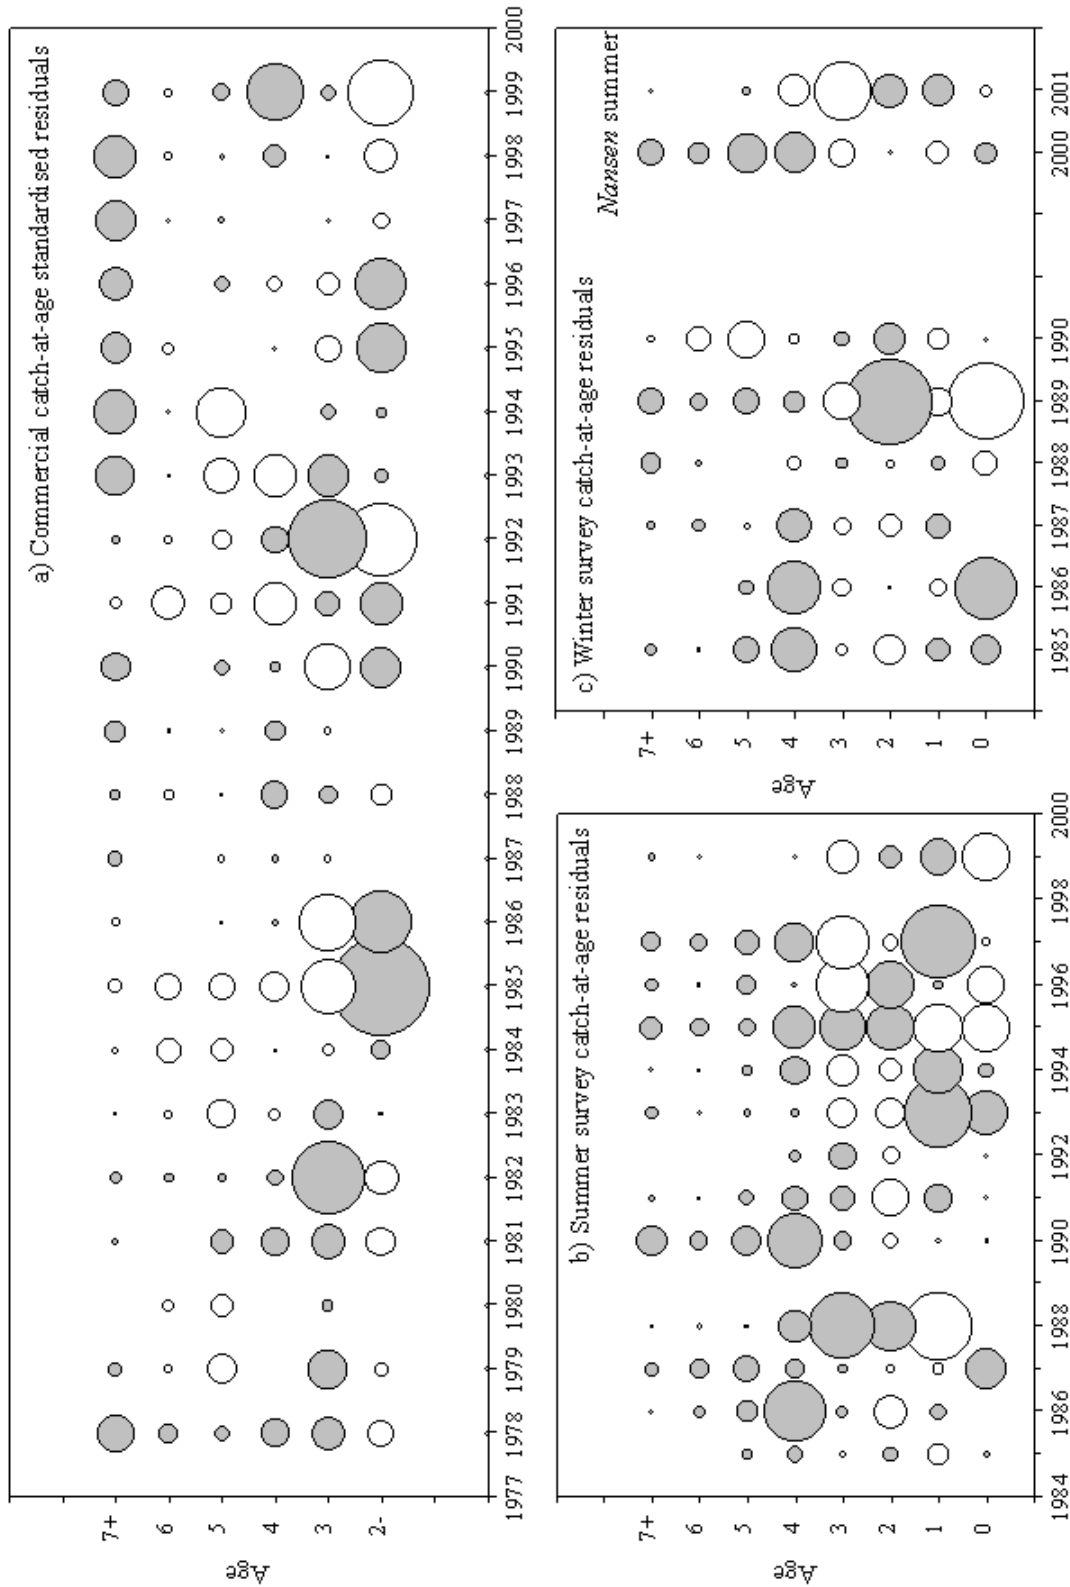 a) Commercial catch-at-age standardised residuals
Age
7+
6
5
4
3
2-
1977 1978 1979 1980 1981 1982 1983 1984 1985 1986 1987 1988 1989 1990 1991 1992 1993 1994 1995 1996 1997 1998 1999 2000
b) Summer survey catch-at-age residuals
Age
7+
6
5
4
3
2
1
0
1984 1986 1988 1990 1992 1994 1996 1998 2000
c) Winter survey catch-at-age residuals
Nansen summer
Age
7+
6
5
4
3
2
1
0
1985 1986 1987 1988 1989 1990 2000 2001